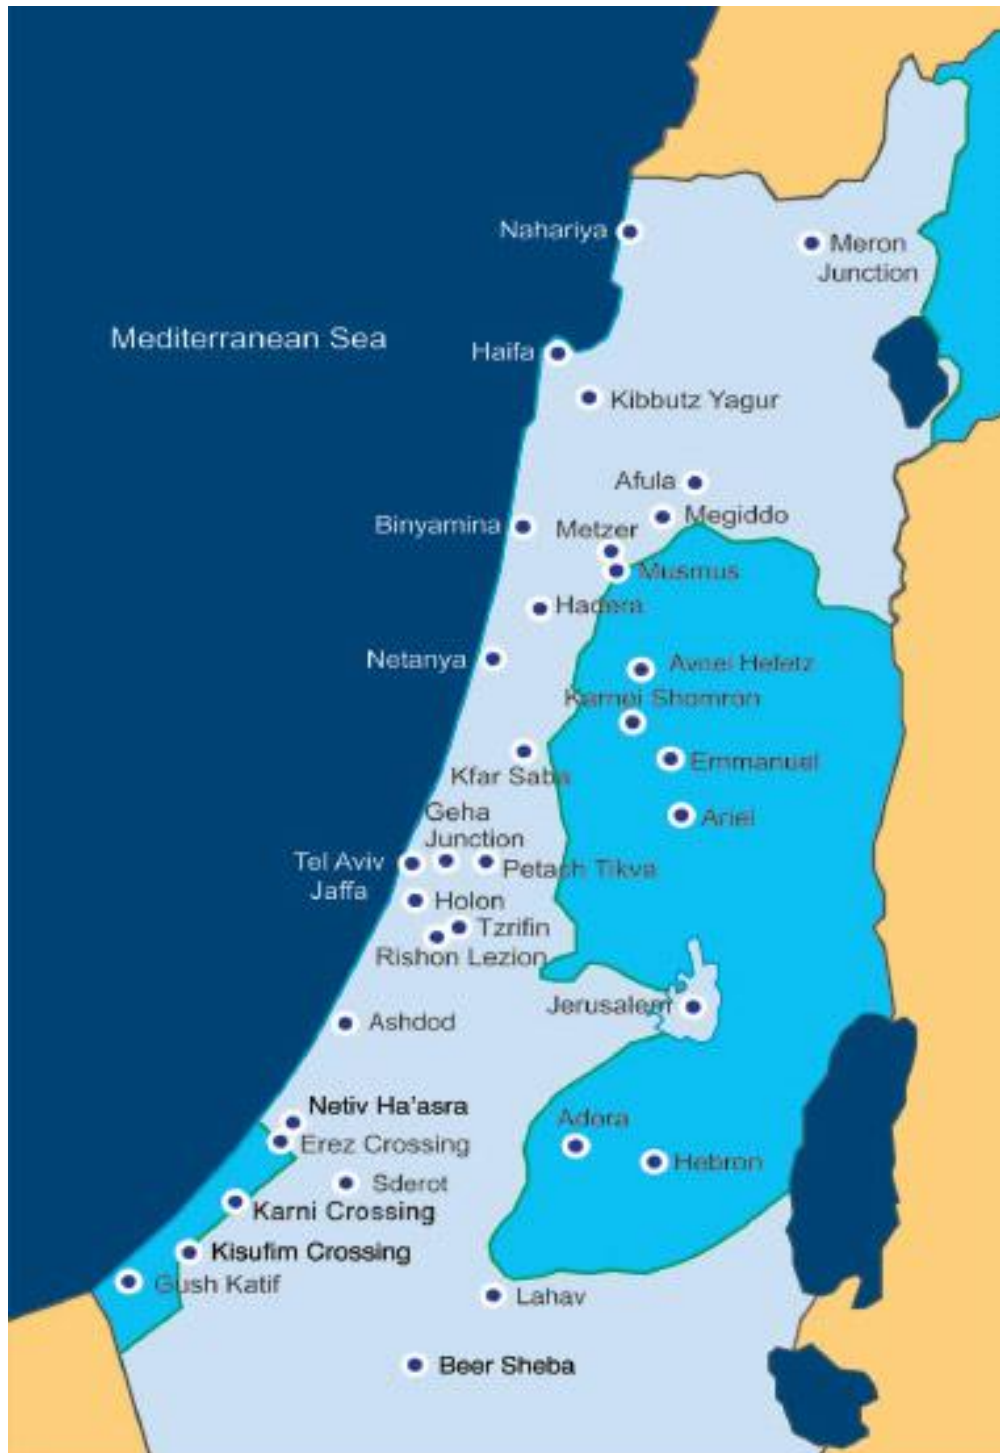 Nahariya
Meron
Junction
Mediterranean Sea
Haifa
Kibbutz Yagur
Afula
Megiddo
Binyamina
Metzer
Musmus
Hadera
Netanya
Avnei Hefetz
Karnei Shomron
Kfar Saba
Emmanuel
Geha
Junction
Ariel
Tel Aviv
Jaffa
Petach Tikva
Holon
Tzrifin
Rishon Lezion
Jerusalem
Ashdod
Netiv Ha'asra
Adora
Erez Crossing
Hebron
Sderot
Karni Crossing
Kisufim Crossing
Gush Katif
Lahav
Beer Sheba